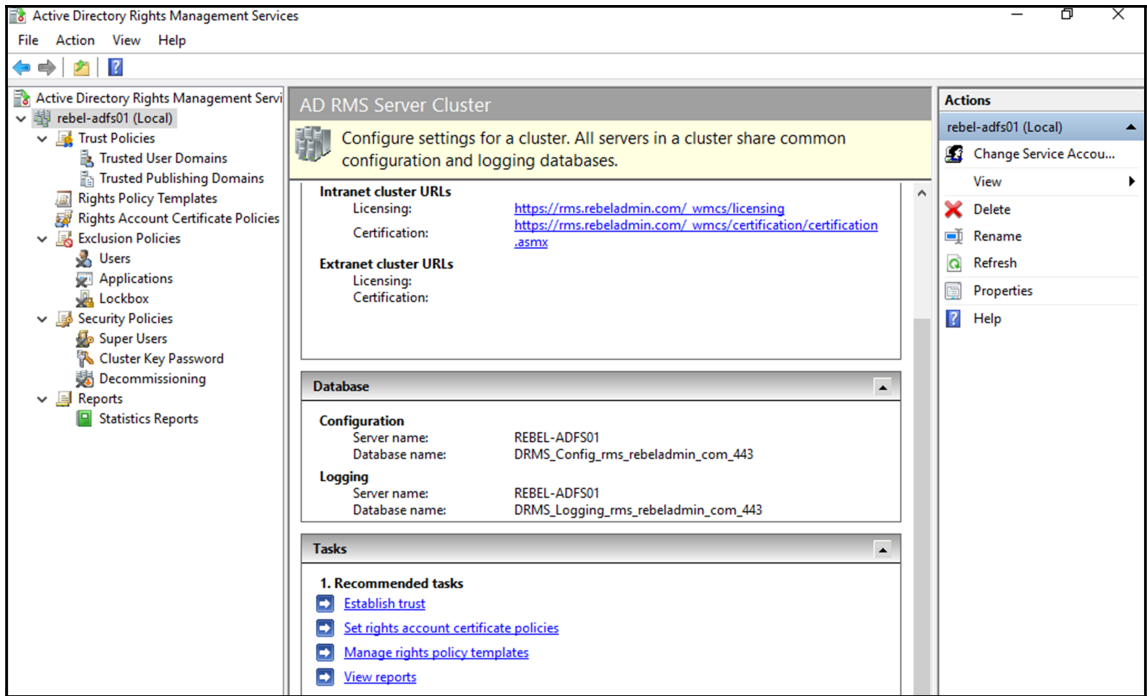 Active Directory Rights Management Services
File Action View Help
Active Directory Rights Management Servi
rebel-adfs01 (Local)
Trust Policies
Trusted User Domains
Trusted Publishing Domains
Rights Policy Templates
Rights Account Certificate Policies
Exclusion Policies
Users
Applications
Lockbox
Security Policies
Super Users
Cluster Key Password
Decommissioning
Reports
Statistics Reports
AD RMS Server Cluster
Configure settings for a cluster. All servers in a cluster share common
configuration and logging databases.
Intranet cluster URLs
Licensing: https://rms.rebeladmin.com/_wmcs/licensing
Certification: https://rms.rebeladmin.com/_wmcs/certification/certification
.asmx
Extranet cluster URLs
Licensing:
Certification:
Database
Configuration
Server name: REBEL-ADFS01
Database name: DRMS_Config_rms_rebeladmin_com_443
Logging
Server name: REBEL-ADFS01
Database name: DRMS_Logging_rms_rebeladmin_com_443
Tasks
1. Recommended tasks
Establish trust
Set rights account certificate policies
Manage rights policy templates
View reports
Actions
rebel-adfs01 (Local)
Change Service Accou...
View
Delete
Rename
Refresh
Properties
Help